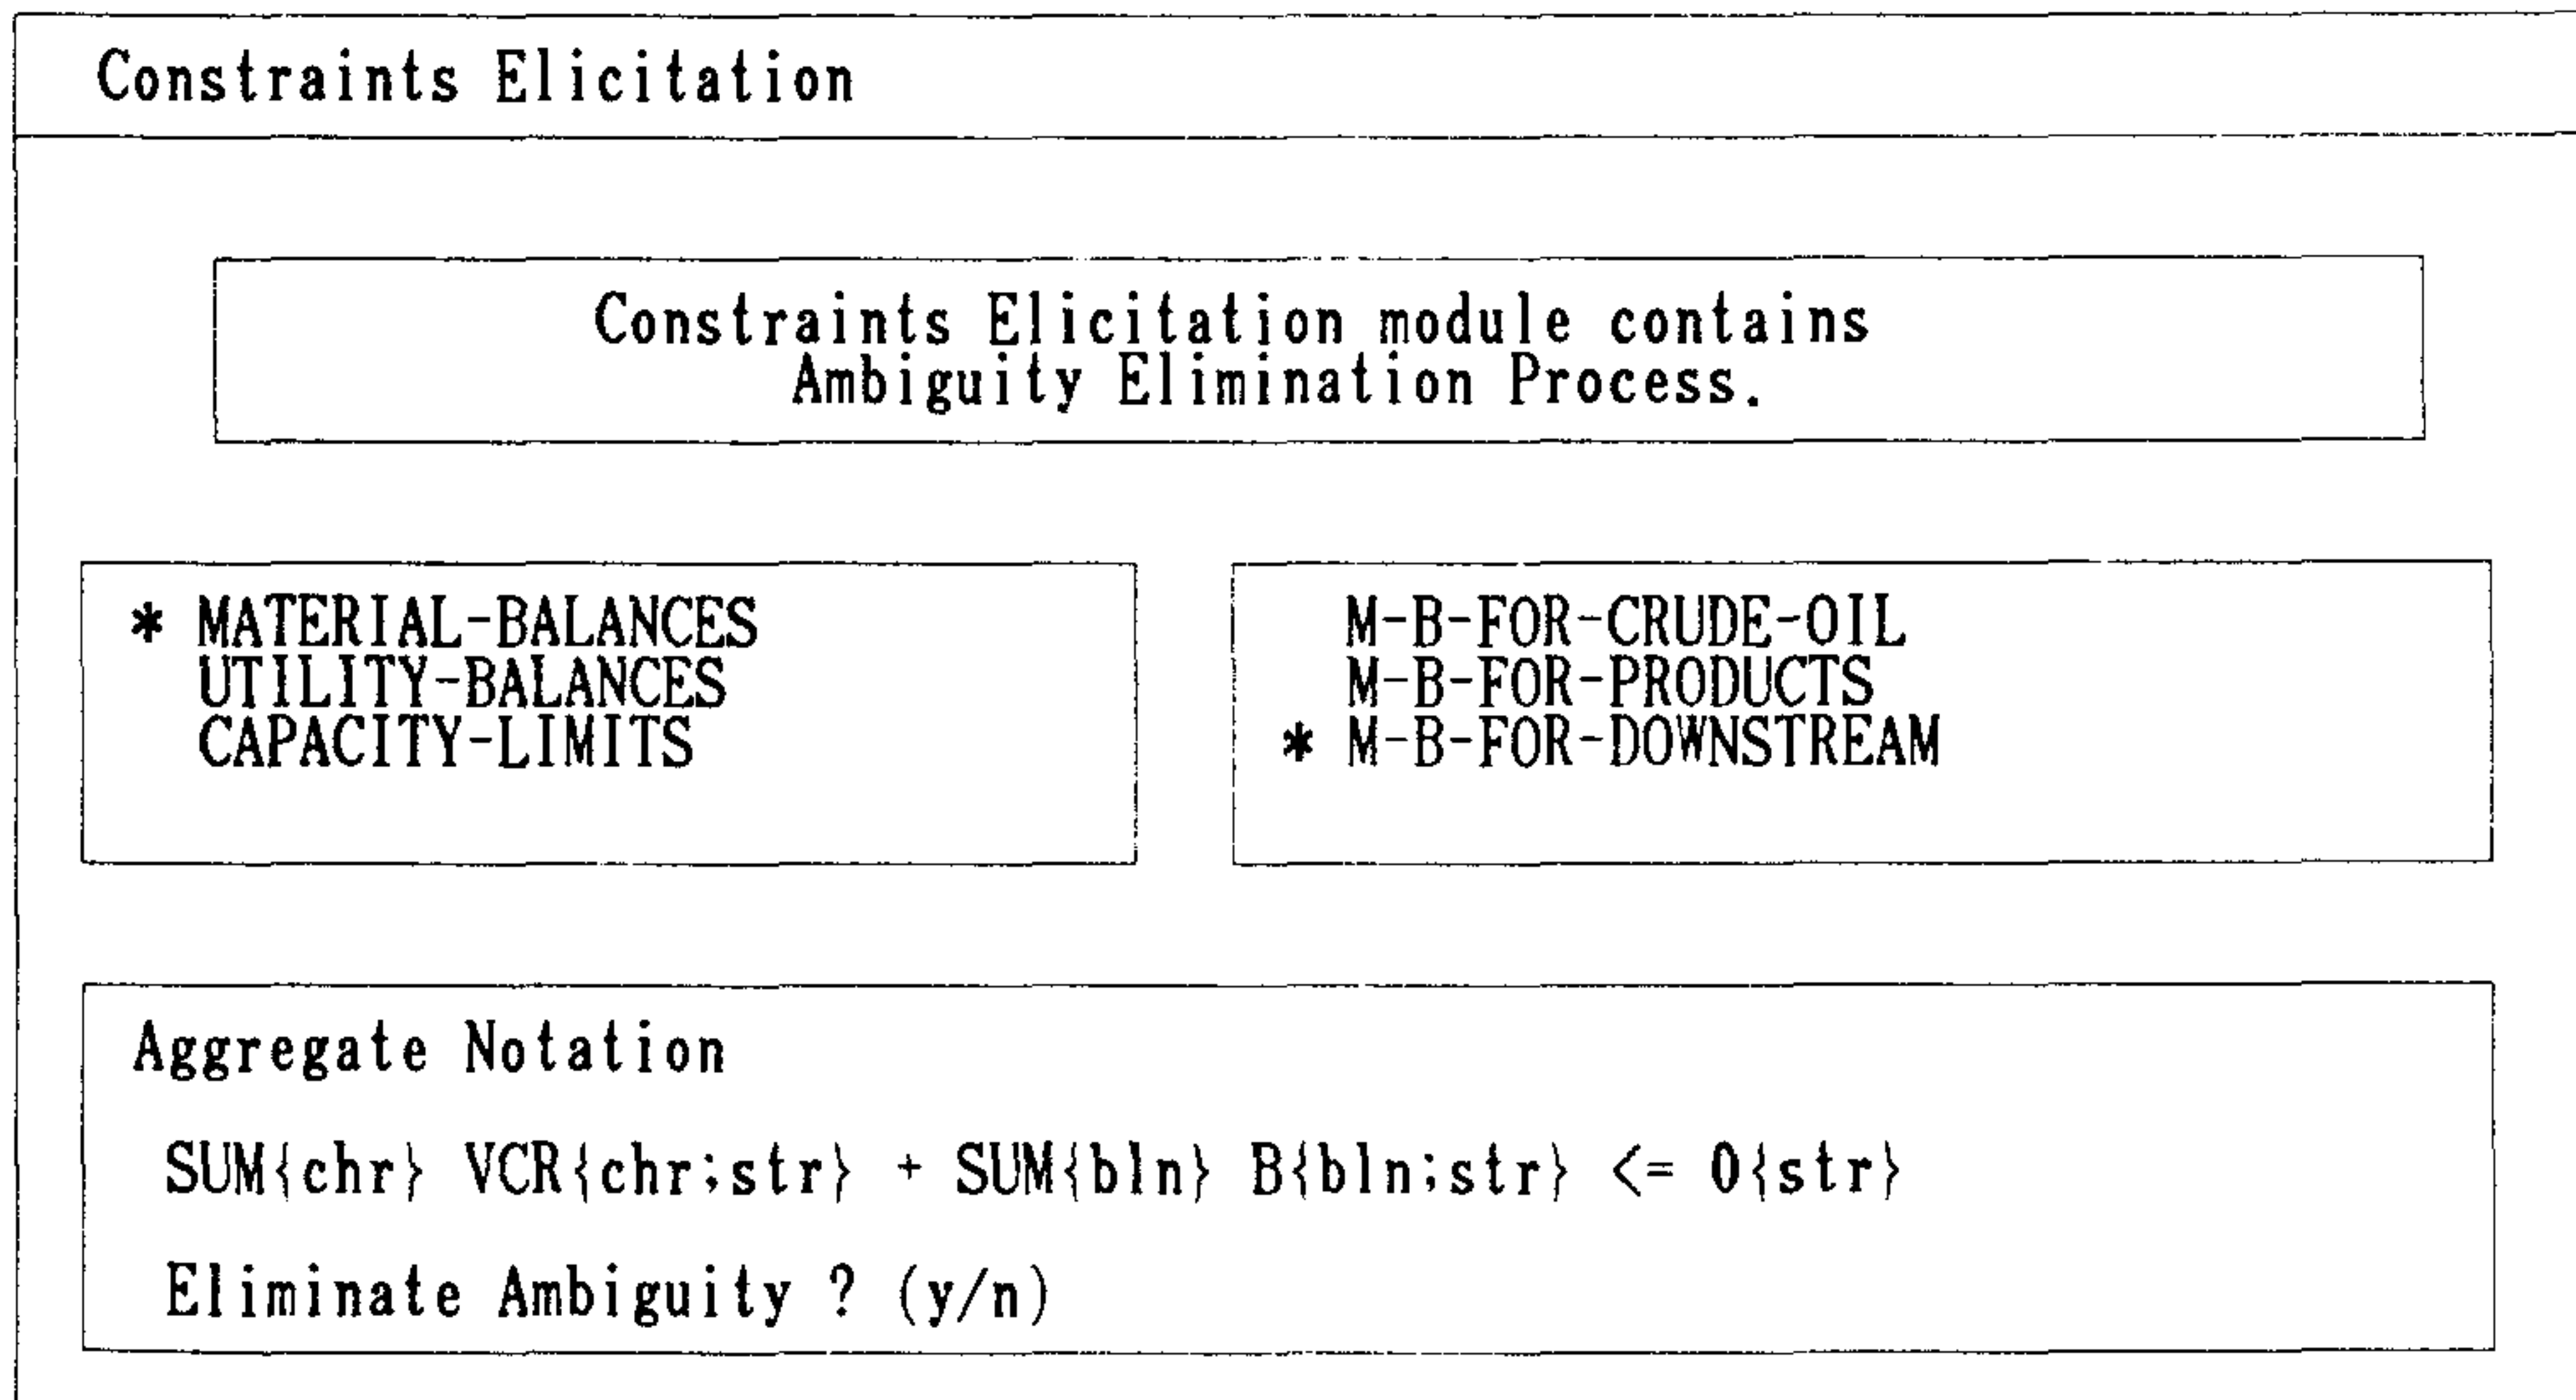 Constraints Elicitation
Constraints Elicitation module contains
Ambiguity Elimination Process.
* MATERIAL-BALANCES
UTILITY-BALANCES
CAPACITY-LIMITS
M-B-FOR-CRUDE-OIL
M-B-FOR-PRODUCTS
* M-B-FOR-DOWNSTREAM
Aggregate Notation
SUM{chr} VCR{chr;str} + SUM{bln} B{bln;str} <= 0{str}
Eliminate Ambiguity ? (y/n)